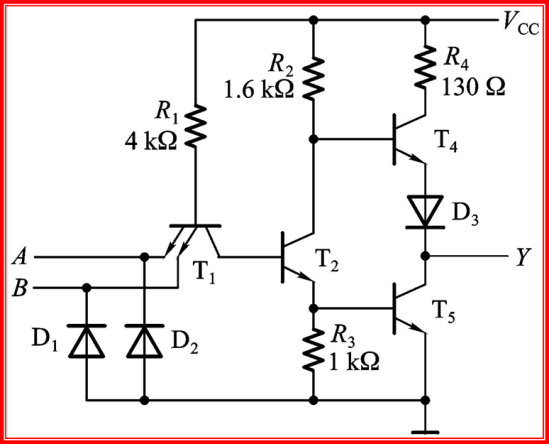 V_CC
R₂
1.6 kΩ
R₄
130 Ω
R₁
4 kΩ
T₄
D₃
A
T₁
T₂
Y
B
T₅
D₁
D₂
R₃
1 kΩ